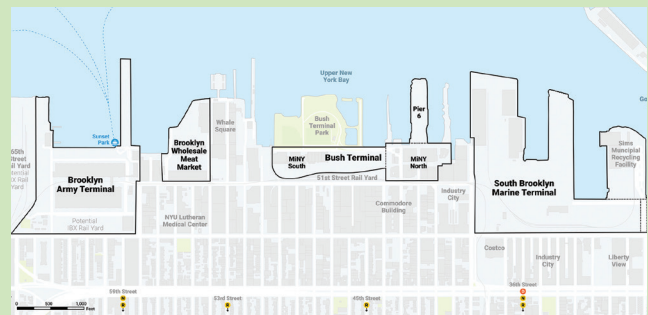 Upper New
York Bay
Pier
6
Sunset
Park
Whale
Square
Bush
Terminal
Park
Sims
Municipal
Recycling
Facility
65th
Street
Rail Yard
Brooklyn
Wholesale
Meat
Market
MiNY
South
Bush Terminal
MiNY
North
51st Street Rail Yard
Brooklyn
Army Terminal
South Brooklyn
Marine Terminal
Industry
City
Commodore
Building
NYU Lutheran
Medical Center
Potential
IBX Rail Yard
Costco
Industry
City
Liberty
View
59th Street
53rd Street
45th Street
36th Street
0
500
1,000
Feet